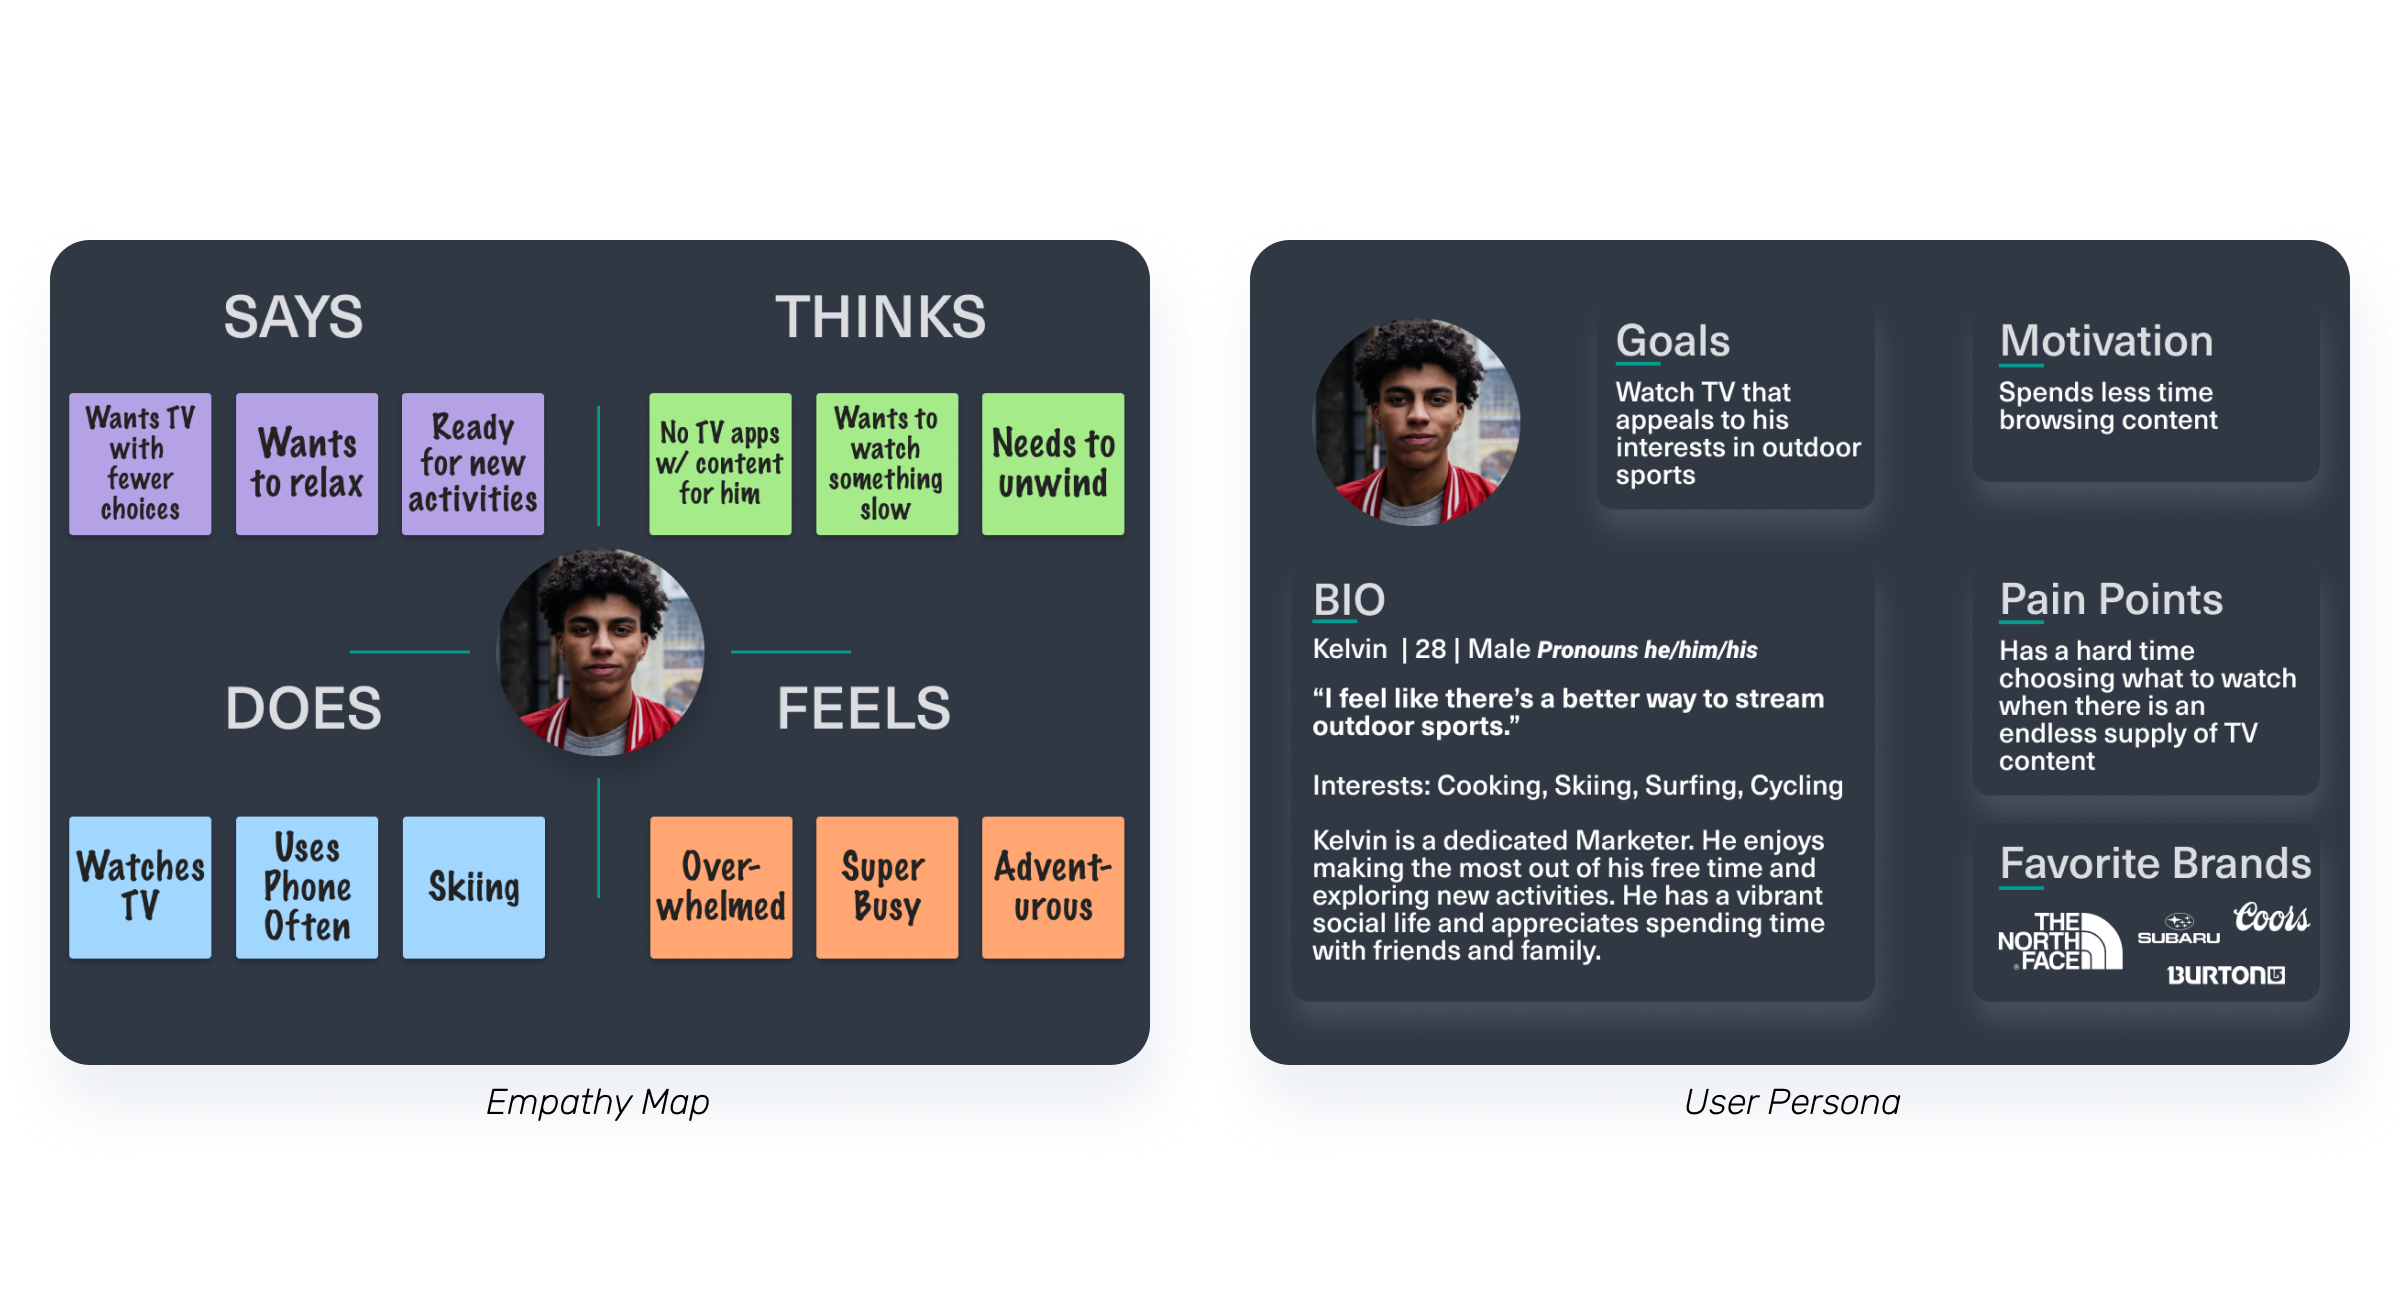 SAYS
THINKS
Wants TV
with
fewer
choices
Wants
to relax
Ready
for new
activities
No TV apps
w/ content
for him
Wants to
watch
something
slow
Needs to
unwind
DOES
FEELS
Watches
TV
Uses
Phone
Often
Skiing
Over-
whelmed
Super
Busy
Advent-
urous
Empathy Map
Goals
Watch TV that
appeals to his
interests in outdoor
sports
Motivation
Spends less time
browsing content
BIO
Kelvin | 28 | Male Pronouns he/him/his
“I feel like there’s a better way to stream
outdoor sports.”
Interests: Cooking, Skiing, Surfing, Cycling
Kelvin is a dedicated Marketer. He enjoys
making the most out of his free time and
exploring new activities. He has a vibrant
social life and appreciates spending time
with friends and family.
Pain Points
Has a hard time
choosing what to watch
when there is an
endless supply of TV
content
Favorite Brands
THE
NORTH
FACE
®
SUBARU
Coors
BURTON
User Persona